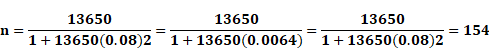 n = 13650 / 1 + 13650(0.08)2 = 13650 / 1 + 13650(0.0064) = 13650 / 1 + 13650(0.08)2 = 154